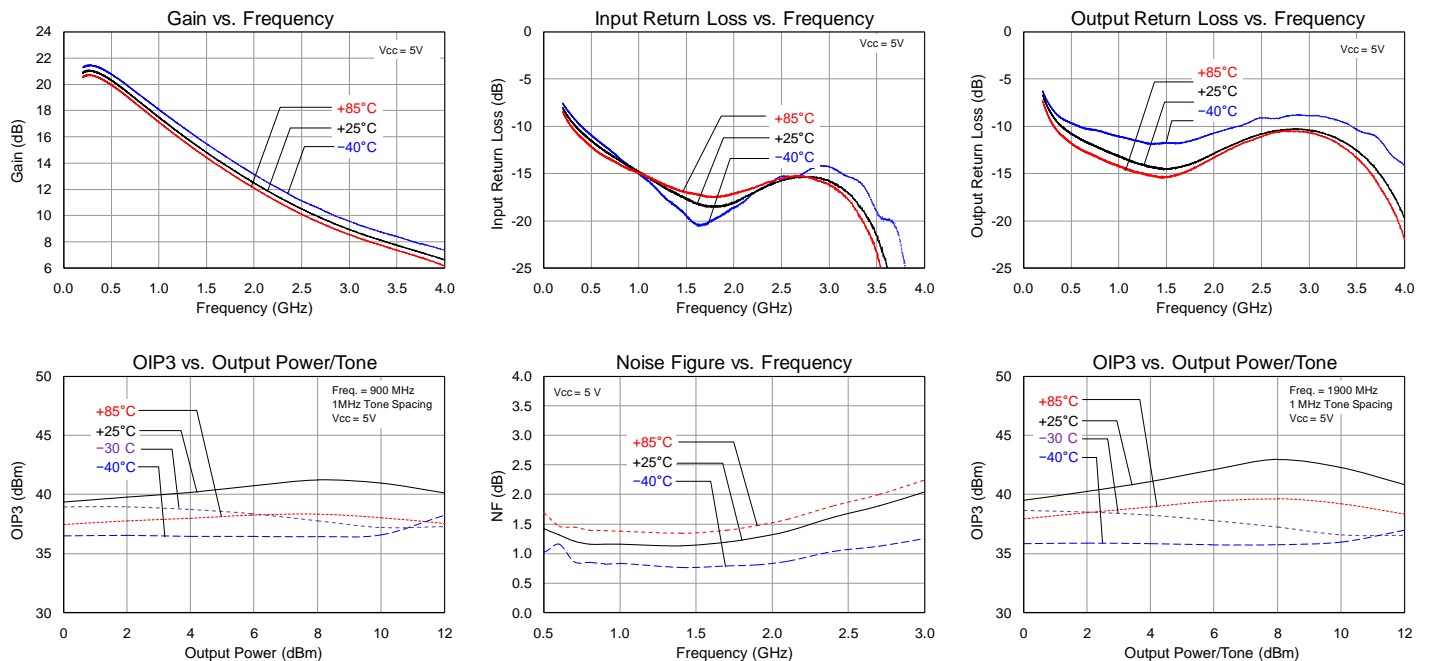 Gain vs. Frequency
Gain (dB)
24
22
20
18
16
14
12
10
8
6
Vcc = 5V
+85°C
+25°C
−40°C
0.0 0.5 1.0 1.5 2.0 2.5 3.0 3.5 4.0
Frequency (GHz)
Input Return Loss vs. Frequency
Input Return Loss (dB)
0
-5
-10
-15
-20
-25
Vcc = 5V
+85°C
+25°C
−40°C
0.0 0.5 1.0 1.5 2.0 2.5 3.0 3.5 4.0
Frequency (GHz)
Output Return Loss vs. Frequency
Output Return Loss (dB)
0
-5
-10
-15
-20
-25
Vcc = 5V
+85°C
+25°C
−40°C
0.0 0.5 1.0 1.5 2.0 2.5 3.0 3.5 4.0
Frequency (GHz)
OIP3 vs. Output Power/Tone
OIP3 (dBm)
50
45
40
35
30
Freq. = 900 MHz
1MHz Tone Spacing
Vcc = 5V
+85°C
+25°C
−30 C
−40°C
0 2 4 6 8 10 12
Output Power (dBm)
Noise Figure vs. Frequency
NF (dB)
4.0
3.5
3.0
2.5
2.0
1.5
1.0
0.5
0.0
Vcc = 5 V
+85°C
+25°C
−40°C
0.5 1.0 1.5 2.0 2.5 3.0
Frequency (GHz)
OIP3 vs. Output Power/Tone
OIP3 (dBm)
50
45
40
35
30
Freq. = 1900 MHz
1 MHz Tone Spacing
Vcc = 5V
+85°C
+25°C
−30 C
−40°C
0 2 4 6 8 10 12
Output Power/Tone (dBm)